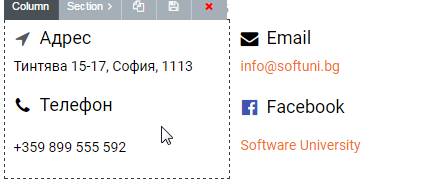 Column Section >
Адрес
Тинтява 15-17, София, 1113
Телефон
+359 899 555 592
Email
info@softuni.bg
Facebook
Software University